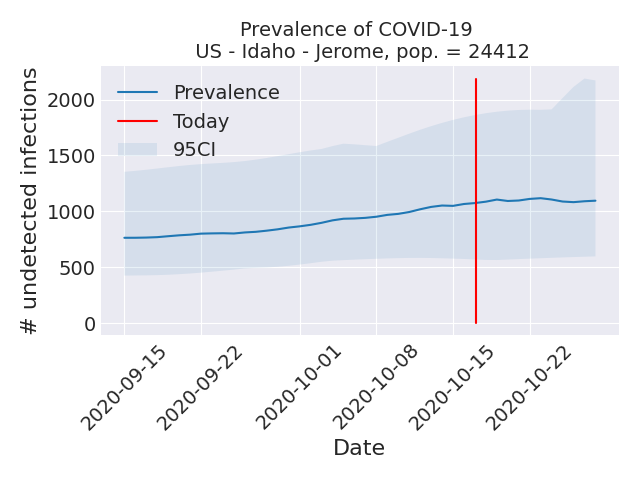 Prevalence of COVID-19
US - Idaho - Jerome, pop. = 24412
# undetected infections
2000
1500
1000
500
0
Prevalence
Today
95CI
2020-09-15
2020-09-22
2020-10-01
2020-10-08
2020-10-15
2020-10-22
Date